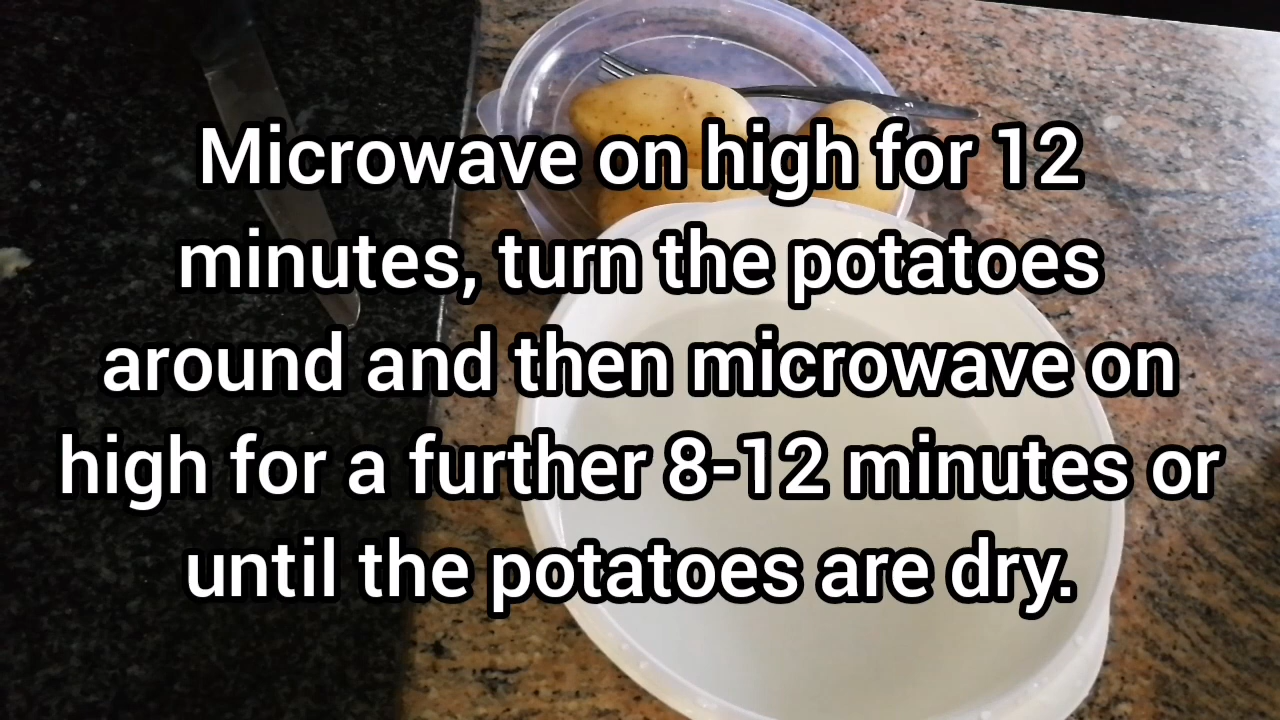 Microwave on high for 12
minutes, turn the potatoes
around and then microwave on
high for a further 8-12 minutes or
until the potatoes are dry.